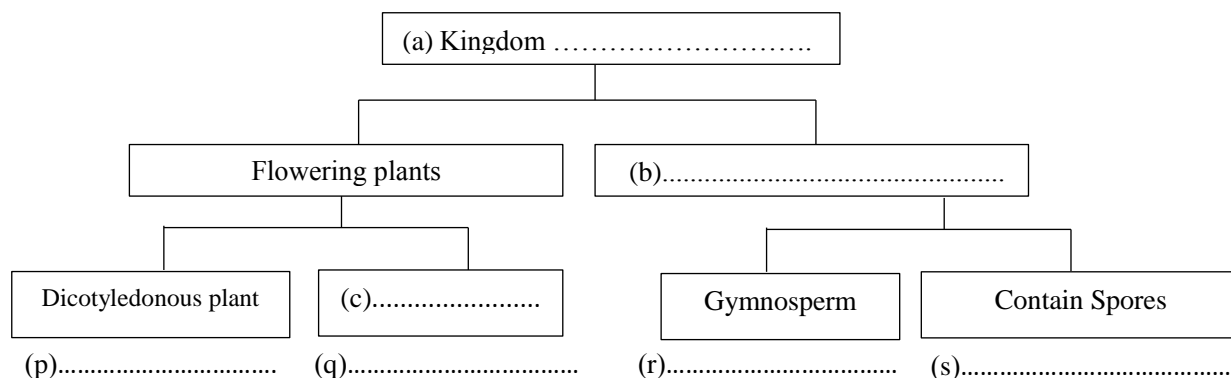 (a) Kingdom ……………………….
Flowering plants
(b)................................................
Dicotyledonous plant
(c)..........................
Gymnosperm
Contain Spores
(p)..................................
(q)....................................
(r)....................................
(s)...............................................